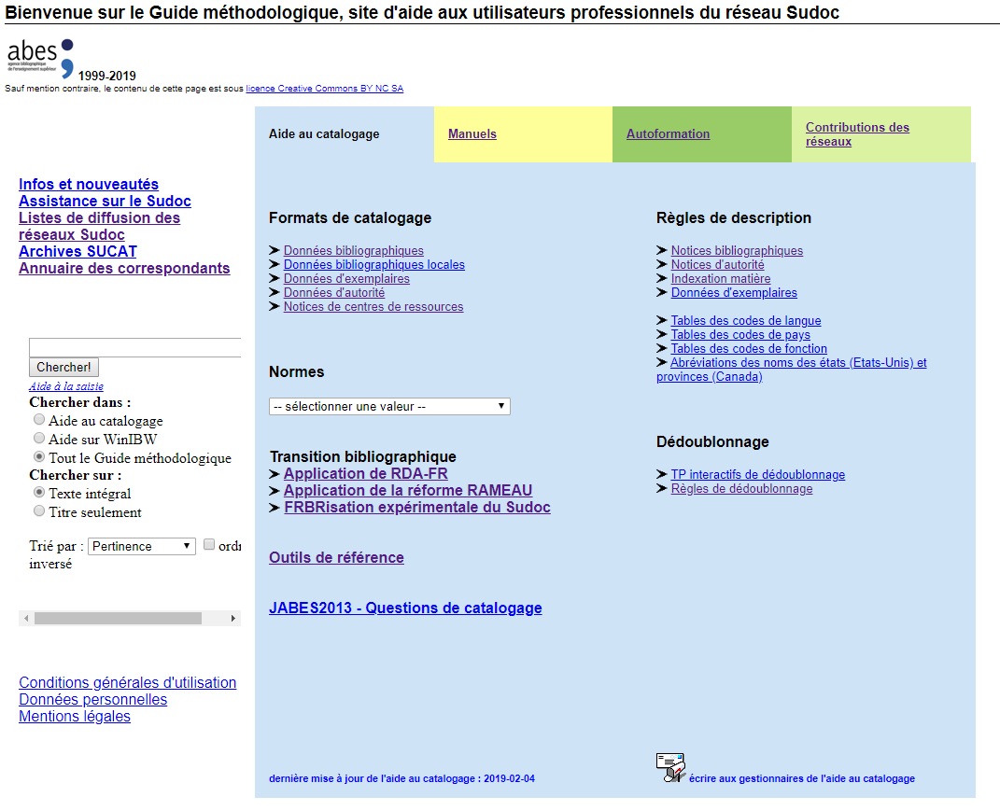 Bienvenue sur le Guide méthodologique, site d'aide aux utilisateurs professionnels du réseau Sudoc
abes
agence bibliographique
de l'enseignement supérieur
1999-2019
Sauf mention contraire, le contenu de cette page est sous licence Creative Commons BY NC SA
Aide au catalogage
Manuels
Autoformation
Contributions des
réseaux
Infos et nouveautés
Assistance sur le Sudoc
Listes de diffusion des
réseaux Sudoc
Archives SUCAT
Annuaire des correspondants
Chercher!
Aide à la saisie
Chercher dans :
Aide au catalogage
Aide sur WinIBW
Tout le Guide méthodologique
Chercher sur :
Texte intégral
Titre seulement
Trié par : Pertinence ordr
inversé
Conditions générales d'utilisation
Données personnelles
Mentions légales
Formats de catalogage
Données bibliographiques
Données bibliographiques locales
Données d'exemplaires
Données d'autorité
Notices de centres de ressources
Normes
-- sélectionner une valeur --
Transition bibliographique
Application de RDA-FR
Application de la réforme RAMEAU
FRBRisation expérimentale du Sudoc
Outils de référence
JABES2013 - Questions de catalogage
Règles de description
Notices bibliographiques
Notices d'autorité
Indexation matière
Données d'exemplaires
Tables des codes de langue
Tables des codes de pays
Tables des codes de fonction
Abréviations des noms des états (Etats-Unis) et
provinces (Canada)
Dédoublonnage
TP interactifs de dédoublonnage
Règles de dédoublonnage
dernière mise à jour de l'aide au catalogage : 2019-02-04
écrire aux gestionnaires de l'aide au catalogage